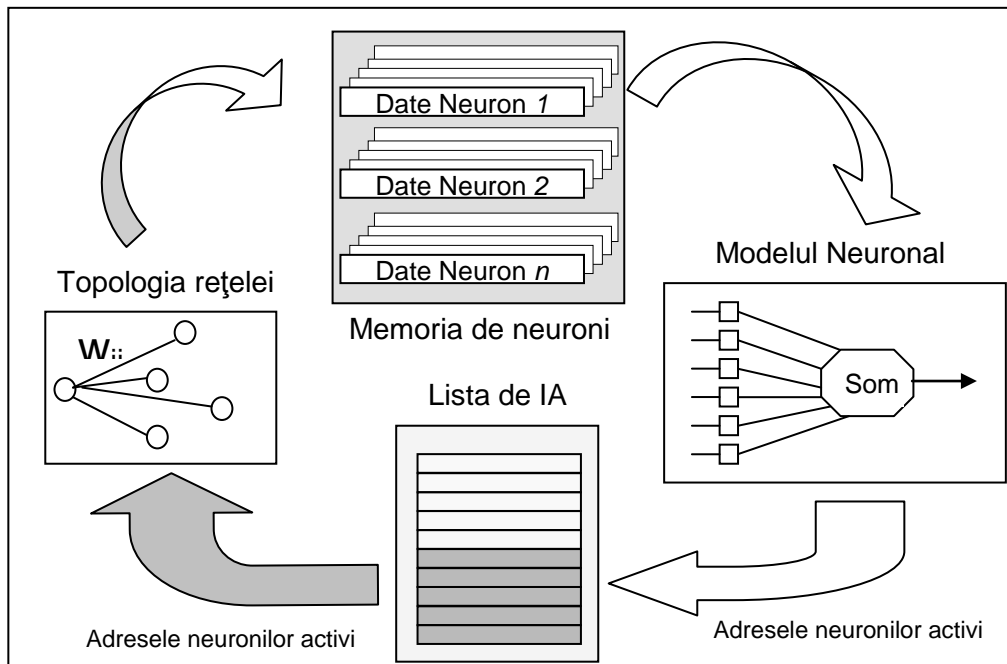 Date Neuron 1
Date Neuron 2
Date Neuron n
Memoria de neuroni
Modelul Neuronal
Som
Topologia reţelei
W::
Lista de IA
Adresele neuronilor activi
Adresele neuronilor activi